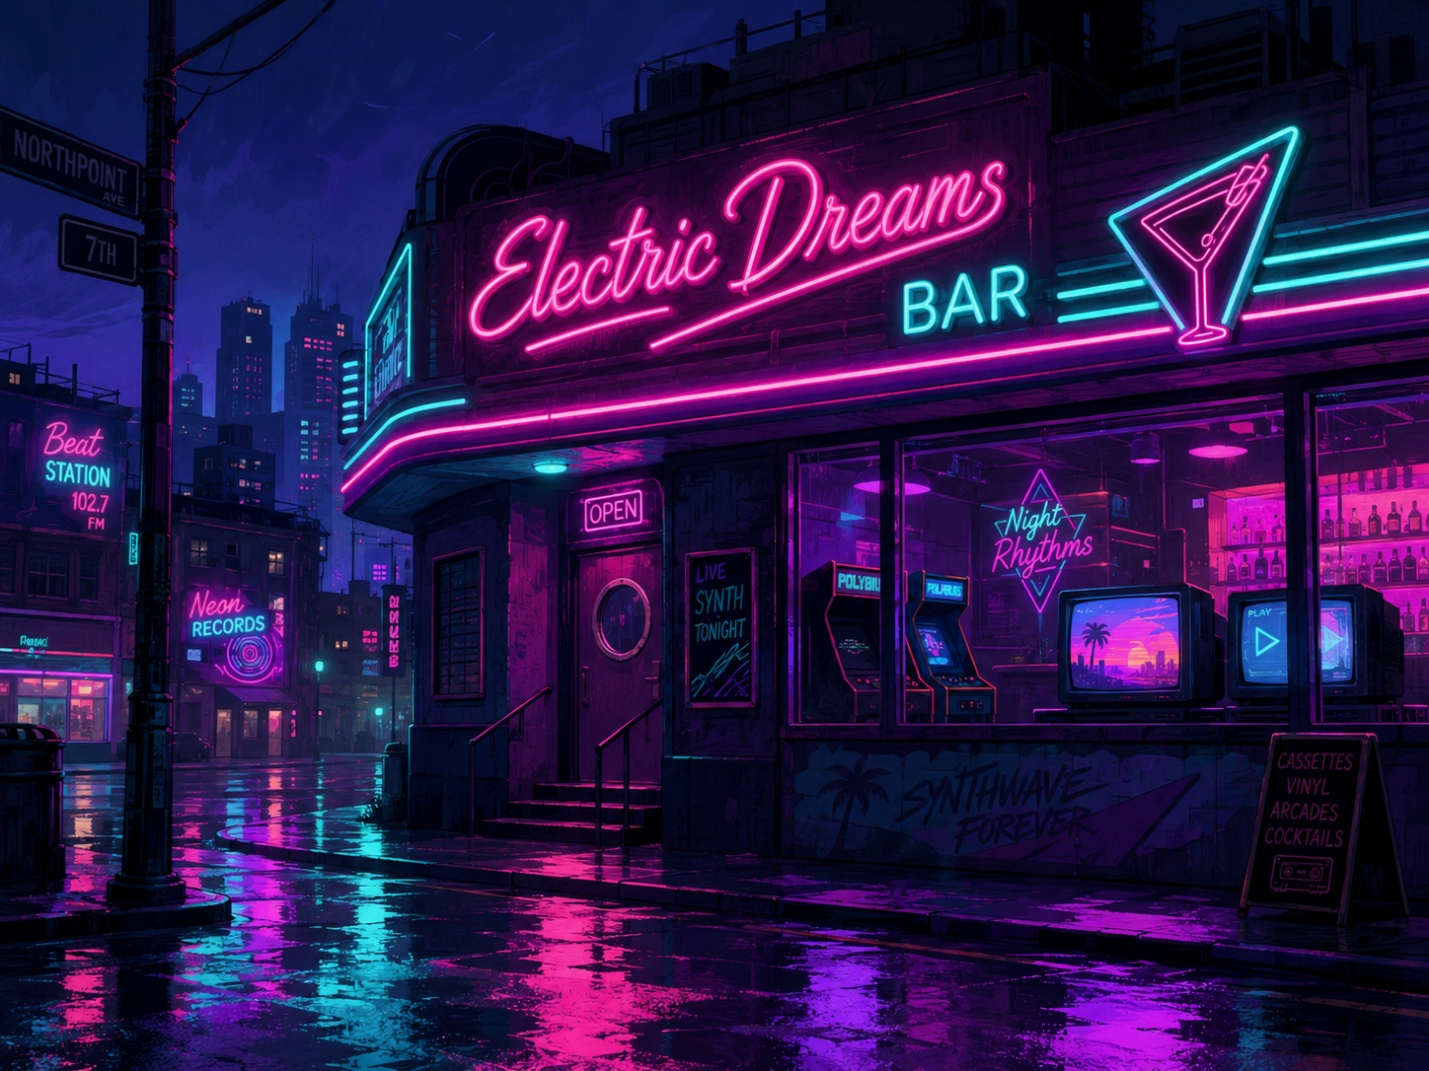 NORTHPOINT
AVE
7TH
Electric Dreams
BAR
Beat
STATION
102.7
FM
Neon
RECORDS
OPEN
LIVE
SYNTH
TONIGHT
POLYBIUS
Night
Rhythms
PLAY
SYNTHWAVE
FOREVER
CASSETTES
VINYL
ARCADES
COCKTAILS